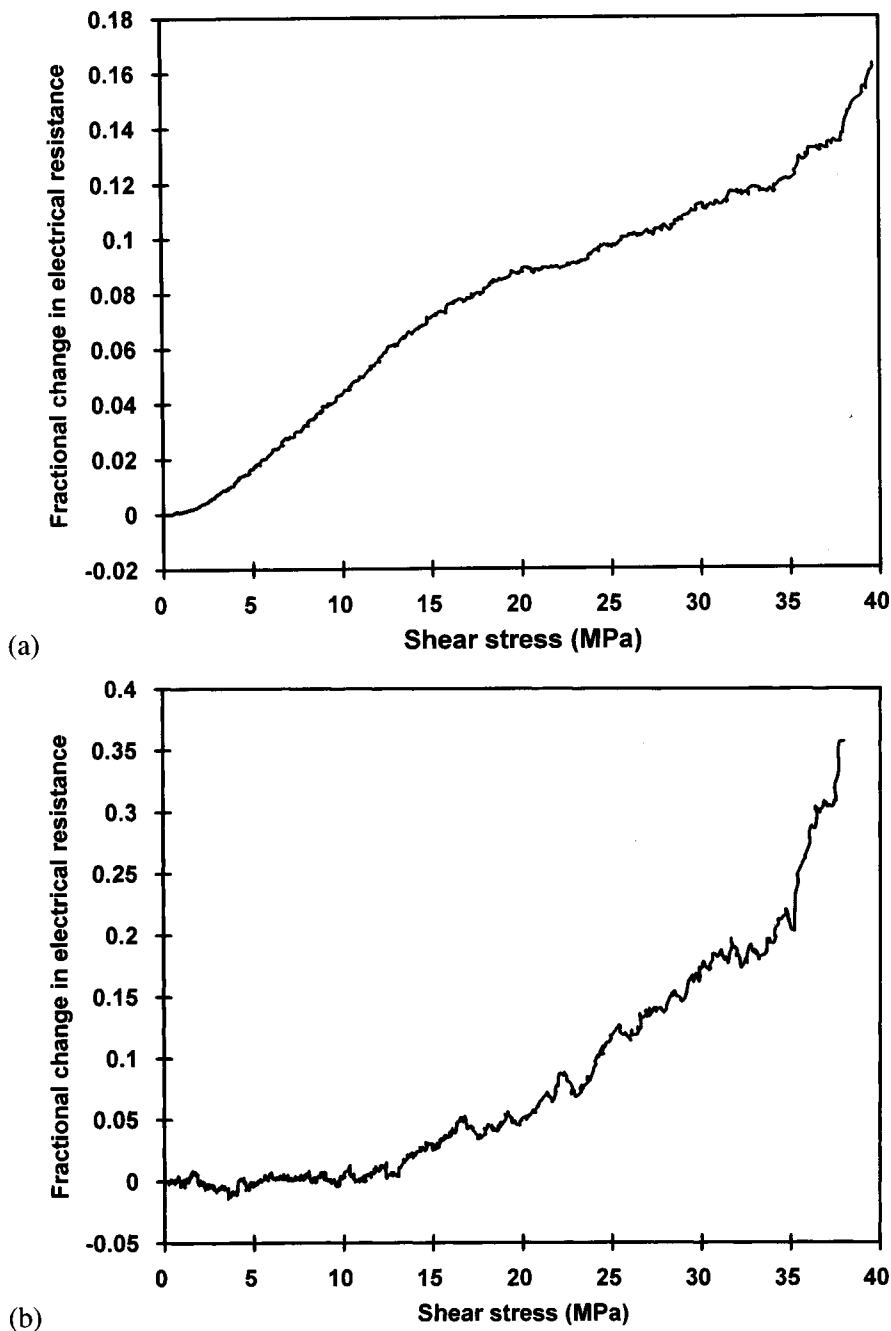 0.18
0.16
0.14
0.12
0.1
0.08
0.06
0.04
0.02
0
-0.02
Fractional change in electrical resistance
0 5 10 15 20 25 30 35 40
Shear stress (MPa)
(a)
0.4
0.35
0.3
0.25
0.2
0.15
0.1
0.05
0
-0.05
Fractional change in electrical resistance
0 5 10 15 20 25 30 35 40
Shear stress (MPa)
(b)